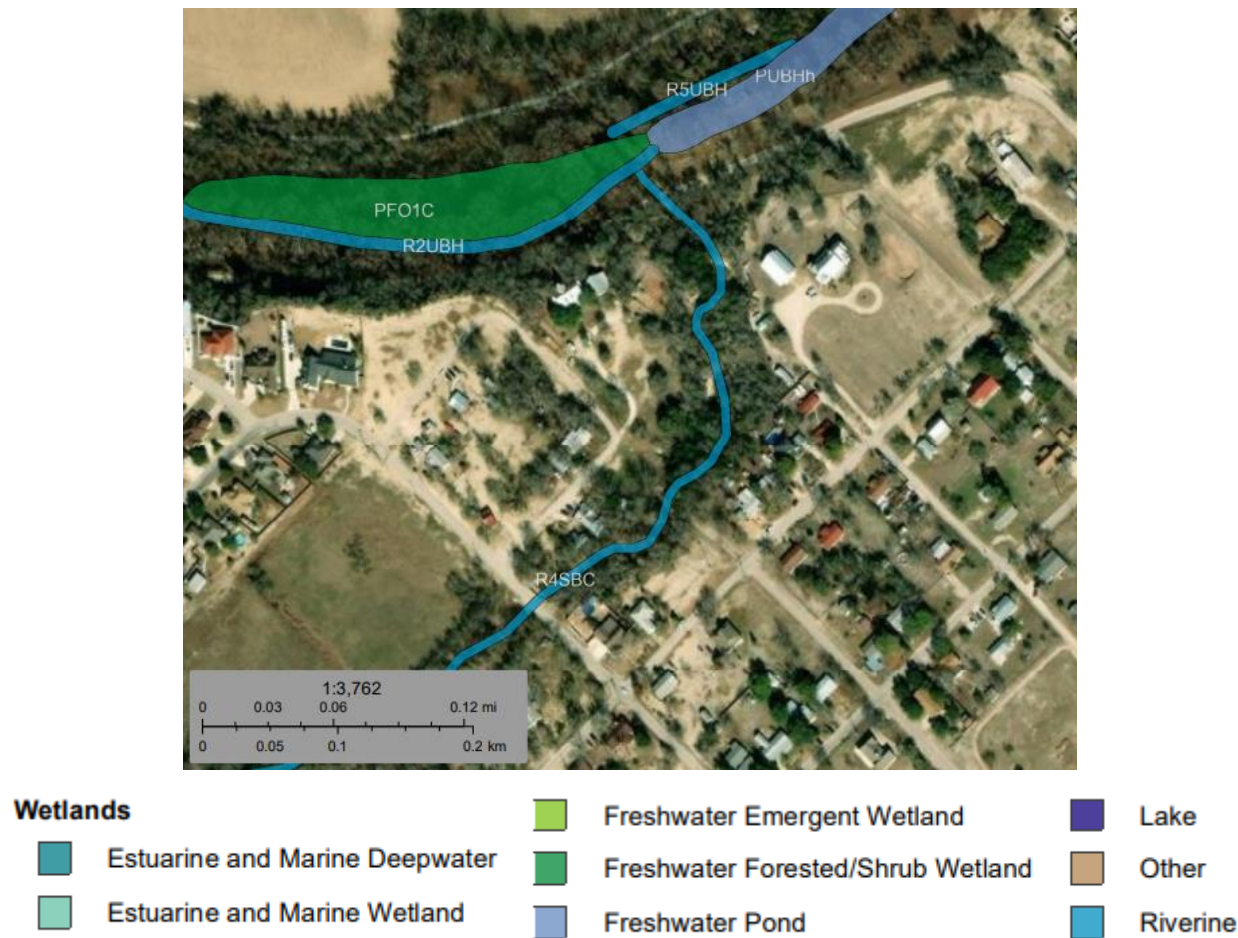 PUBHh
R5UBH
PFO1C
R2UBH
R4SBC
1:3,762
0 0.03 0.06 0.12 mi
0 0.05 0.1 0.2 km
Wetlands
Estuarine and Marine Deepwater
Estuarine and Marine Wetland
Freshwater Emergent Wetland
Freshwater Forested/Shrub Wetland
Freshwater Pond
Lake
Other
Riverine